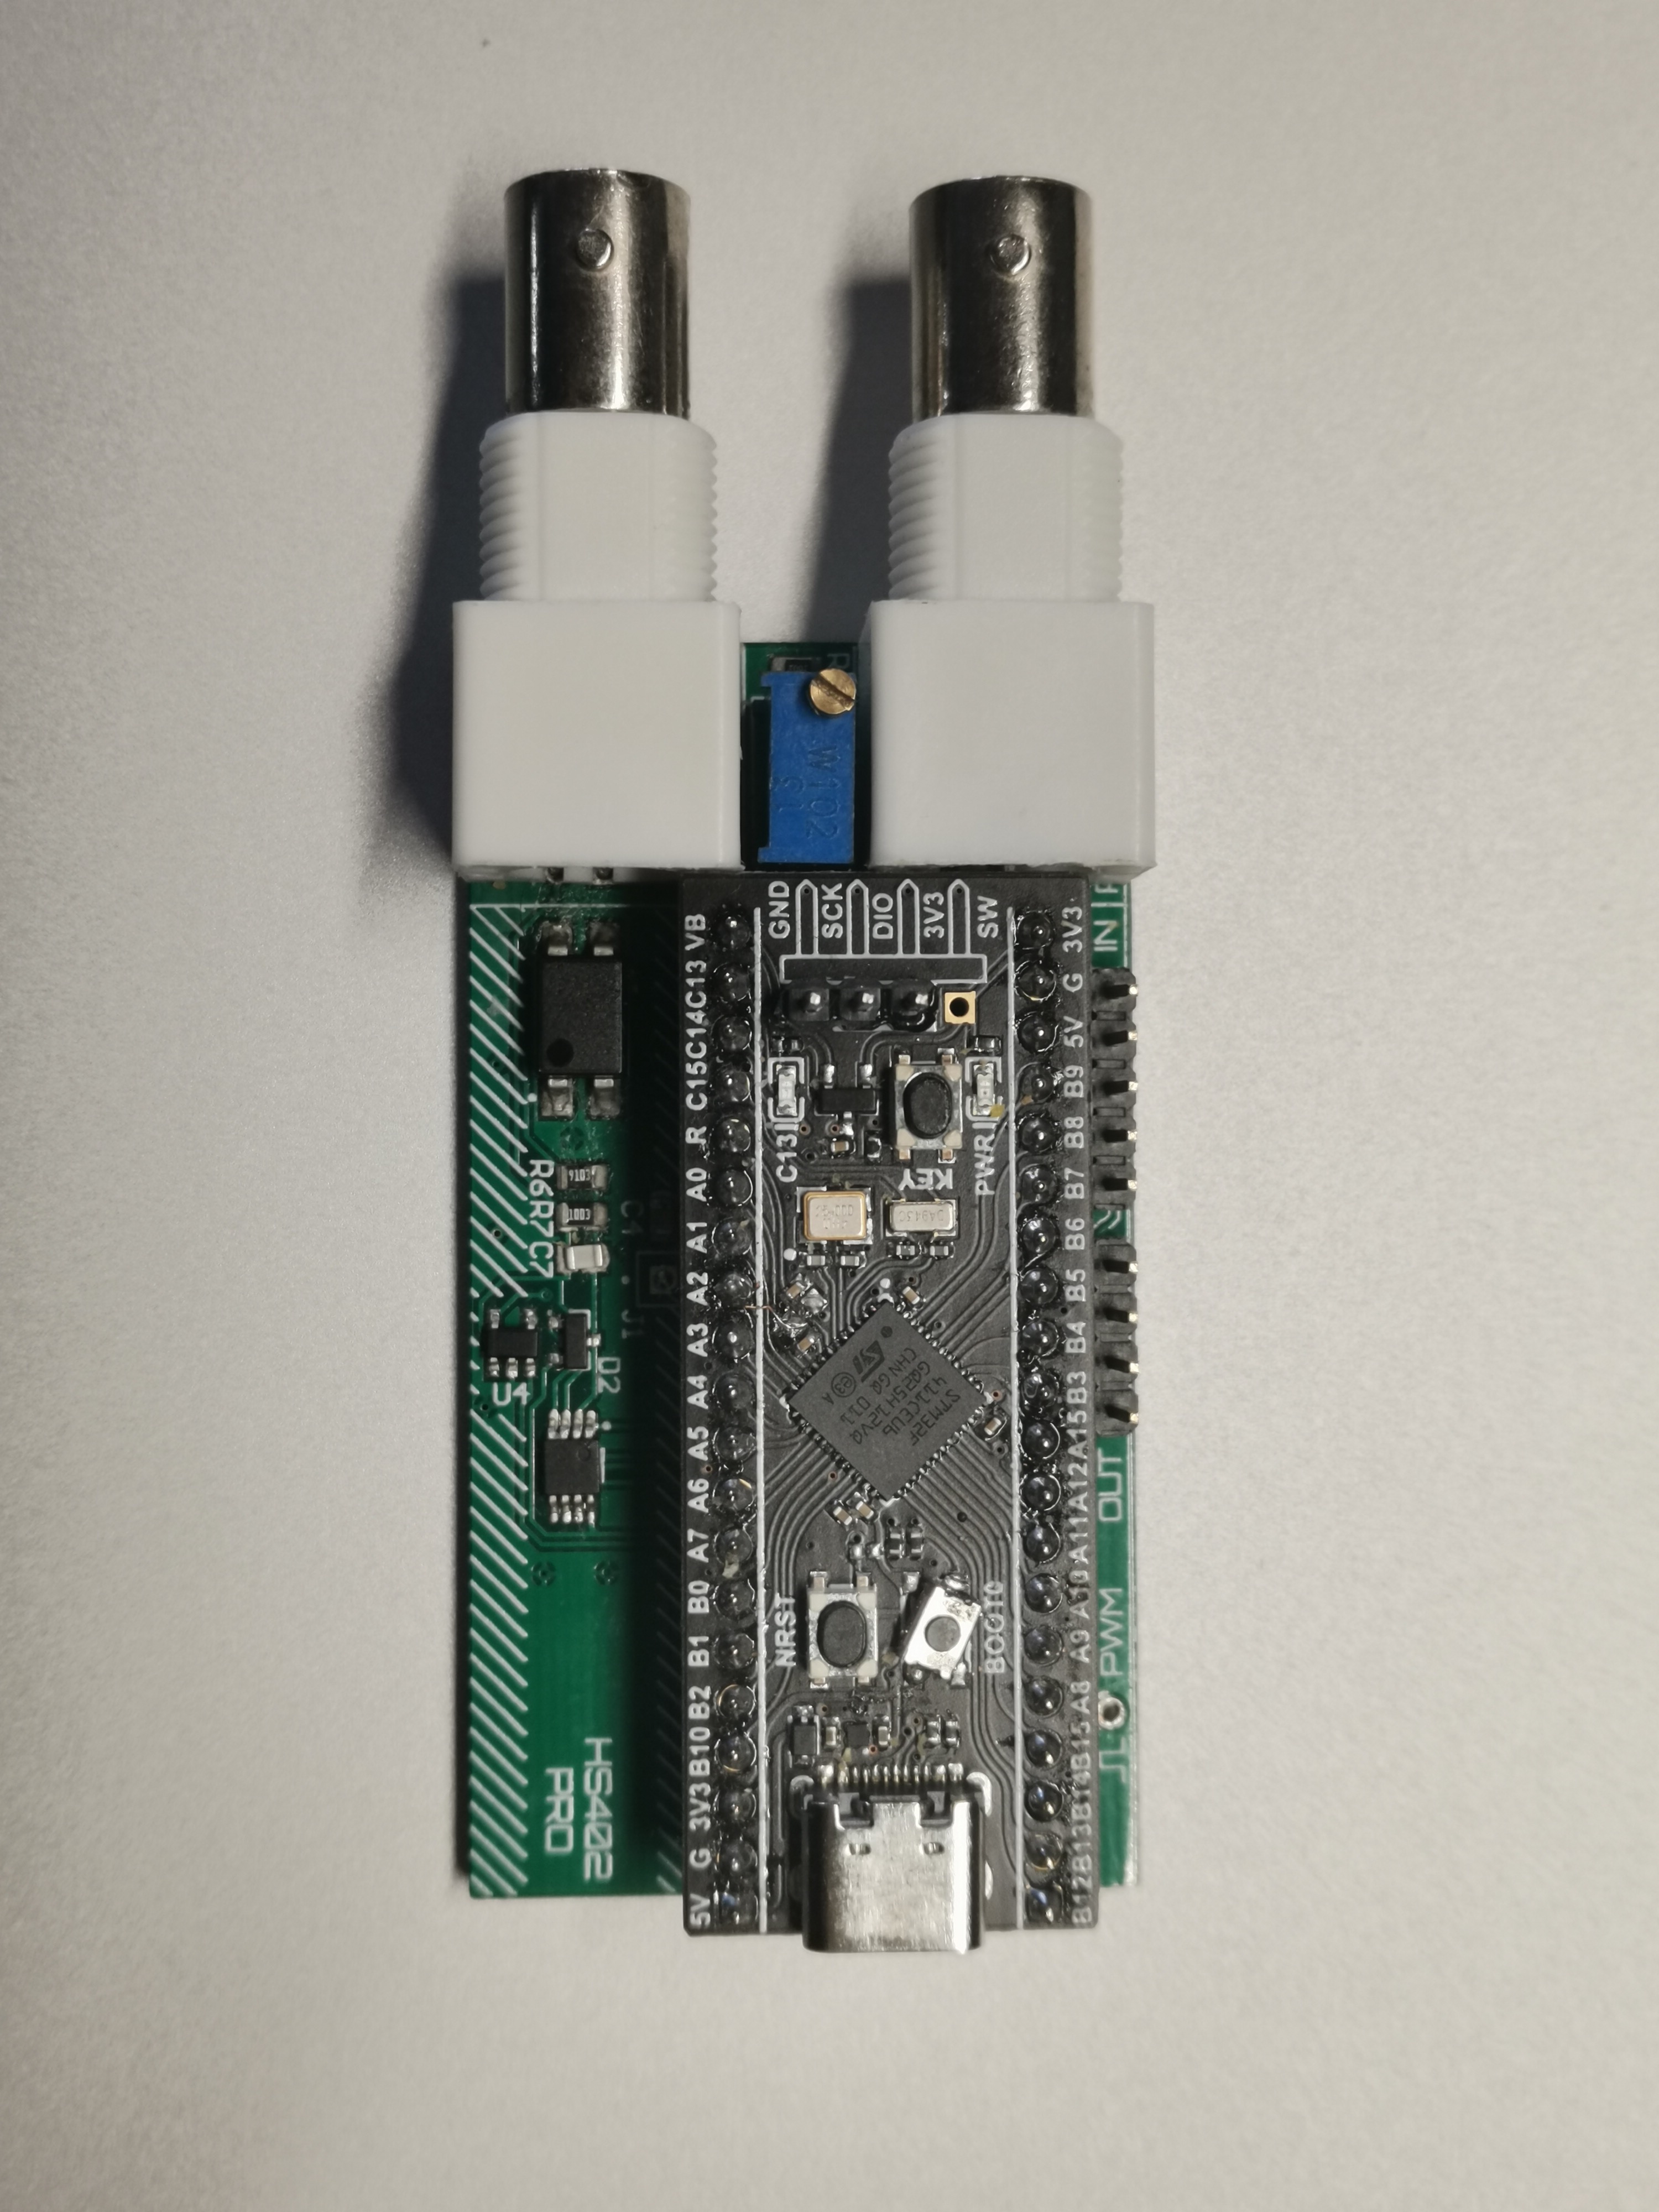 W102
GND
SCK
DIO
3V3
SW
VB
C13
C14
C15
R
A0
A1
A2
A3
A4
A5
A6
A7
B0
B1
B2
B10
3V3
G
5V
3V3
G
5V
B9
B8
B7
B6
B5
B4
B3
A15
A12
A11
A10
A9
A8
B15
B14
B13
B12
C13
PWR
KEY
STM32F
411CEU6
CHN
NRST
BOOT0
IN
OUT
PWM
R6
R7
C7
C4
J1
D2
U4
HS402
PRO